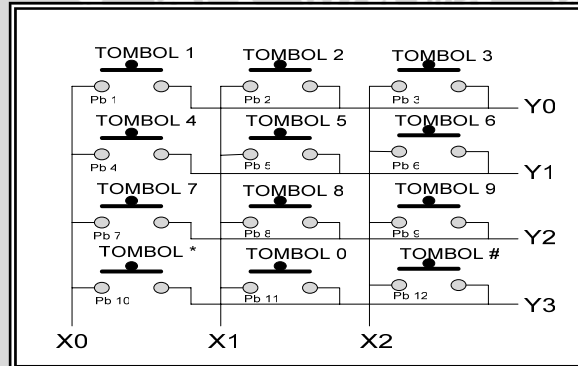 TOMBOL 1 TOMBOL 2 TOMBOL 3
Pb 1 Pb 2 Pb 3 Y0
TOMBOL 4 TOMBOL 5 TOMBOL 6
Pb 4 Pb 5 Pb 6 Y1
TOMBOL 7 TOMBOL 8 TOMBOL 9
Pb 7 Pb 8 Pb 9 Y2
TOMBOL * TOMBOL 0 TOMBOL #
Pb 10 Pb 11 Pb 12 Y3
X0 X1 X2